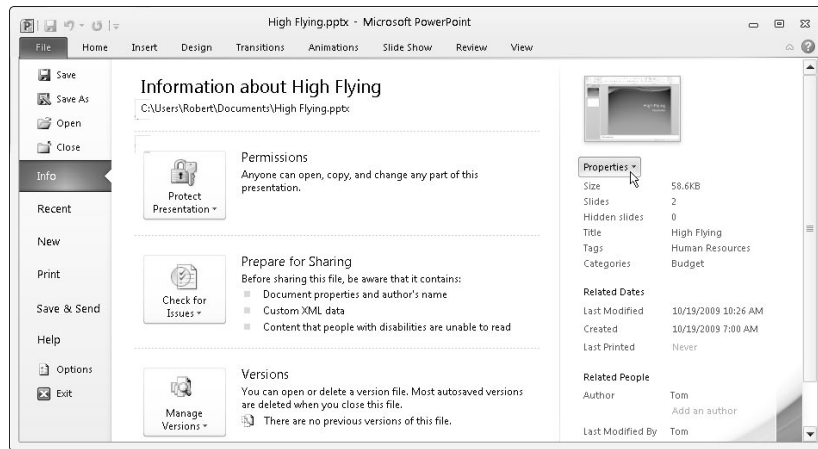 High Flying.pptx - Microsoft PowerPoint
File Home Insert Design Transitions Animations Slide Show Review View
Save
Save As
Open
Close
Info
Recent
New
Print
Save & Send
Help
Options
Exit
Information about High Flying
C:\Users\Robert\Documents\High Flying.pptx
Protect
Presentation
Permissions
Anyone can open, copy, and change any part of this
presentation.
Check for
Issues
Prepare for Sharing
Before sharing this file, be aware that it contains:
Document properties and author's name
Custom XML data
Content that people with disabilities are unable to read
Manage
Versions
Versions
You can open or delete a version file. Most autosaved versions
are deleted when you close this file.
There are no previous versions of this file.
High Flying
Properties
Size 58.6KB
Slides 2
Hidden slides 0
Title High Flying
Tags Human Resources
Categories Budget
Related Dates
Last Modified 10/19/2009 10:26 AM
Created 10/19/2009 7:00 AM
Last Printed Never
Related People
Author Tom
Add an author
Last Modified By Tom